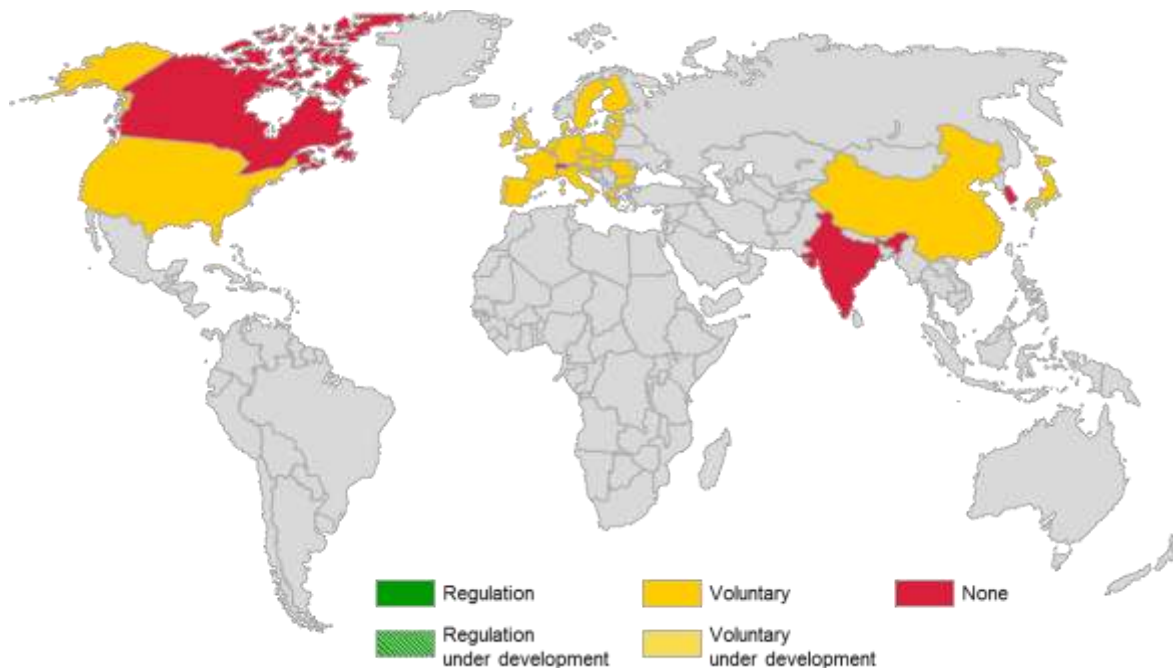 Regulation
Voluntary
None
Regulation
under development
Voluntary
under development